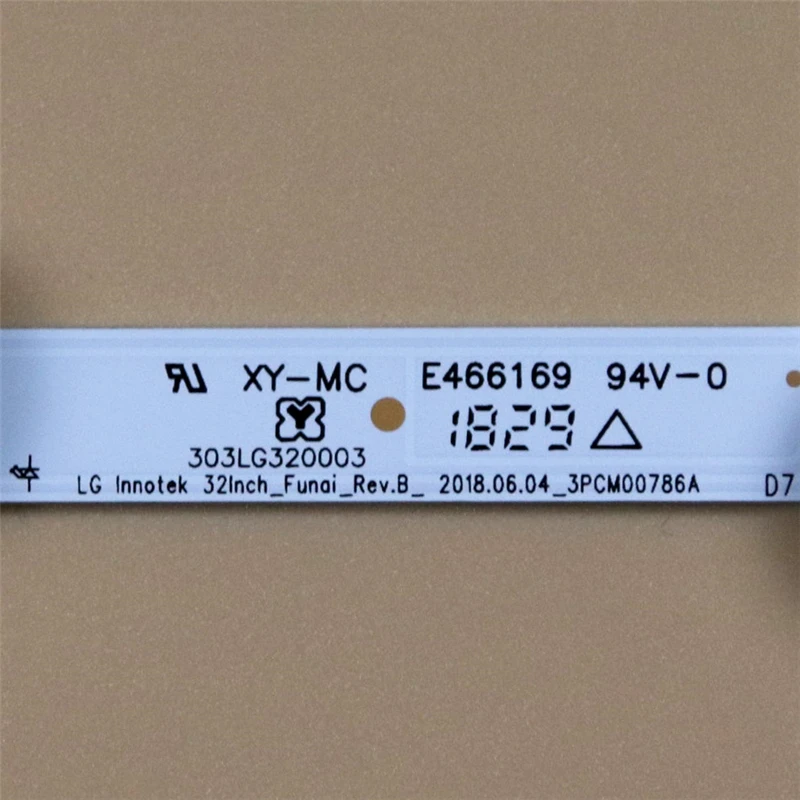 XY-MC E466169 94V-0
1829
303LG320003
LG Innotek 32Inch_Funai_Rev.B_ 2018.06.04_3PCM00786A D7